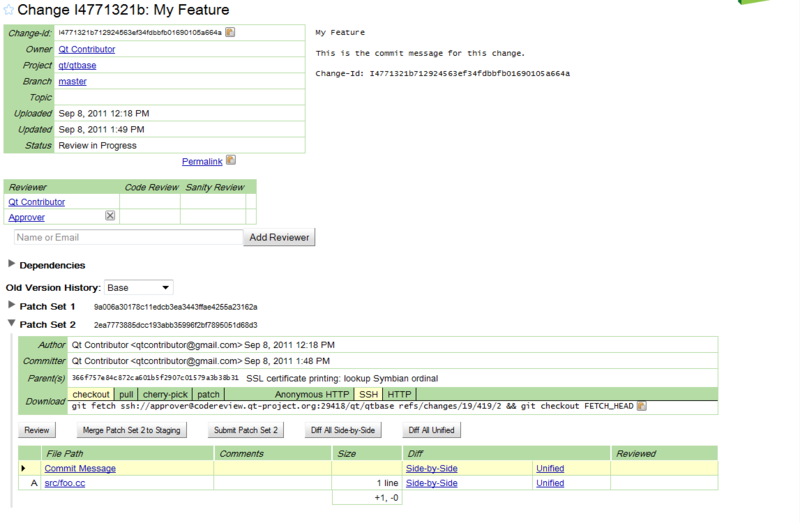 Change I4771321b: My Feature
Change-Id: I4771321b712924563ef34fdbbfb01690105a664a
Owner Qt Contributor
Project qt/qtbase
Branch master
Topic
Uploaded Sep 8, 2011 12:18 PM
Updated Sep 8, 2011 1:49 PM
Status Review in Progress
Permalink
My Feature
This is the commit message for this change.
Change-Id: I4771321b712924563ef34fdbbfb01690105a664a
Reviewer Code Review Sanity Review
Qt Contributor
Approver
Name or Email Add Reviewer
Dependencies
Old Version History: Base
Patch Set 1 9a006a30178c11edcb3ea3443ffae4255a23162a
Patch Set 2 2ea7773885dcc193abb35996f2bf7895051d68d3
Author Qt Contributor <qtcontributor@gmail.com> Sep 8, 2011 12:18 PM
Committer Qt Contributor <qtcontributor@gmail.com> Sep 8, 2011 1:48 PM
Parent(s) 366f757e84c872ca601b5f2907c01579a3b38b31 SSL certificate printing: lookup Symbian ordinal
Download checkout pull cherry-pick patch Anonymous HTTP SSH HTTP
git fetch ssh://approver@codereview.qt-project.org:29418/qt/qtbase refs/changes/19/419/2 && git checkout FETCH_HEAD
Review Merge Patch Set 2 to Staging Submit Patch Set 2 Diff All Side-by-Side Diff All Unified
File Path Comments Size Diff Reviewed
Commit Message Side-by-Side Unified
A src/foo.cc 1 line Side-by-Side Unified
+1, -0